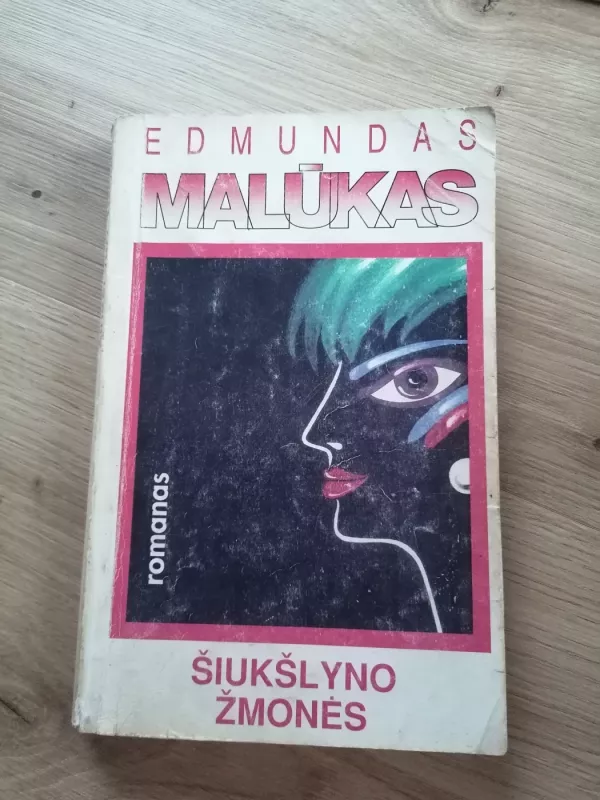 EDMUNDAS
MALŪKAS
romanas
ŠIUKŠLYNO
ŽMONĖS